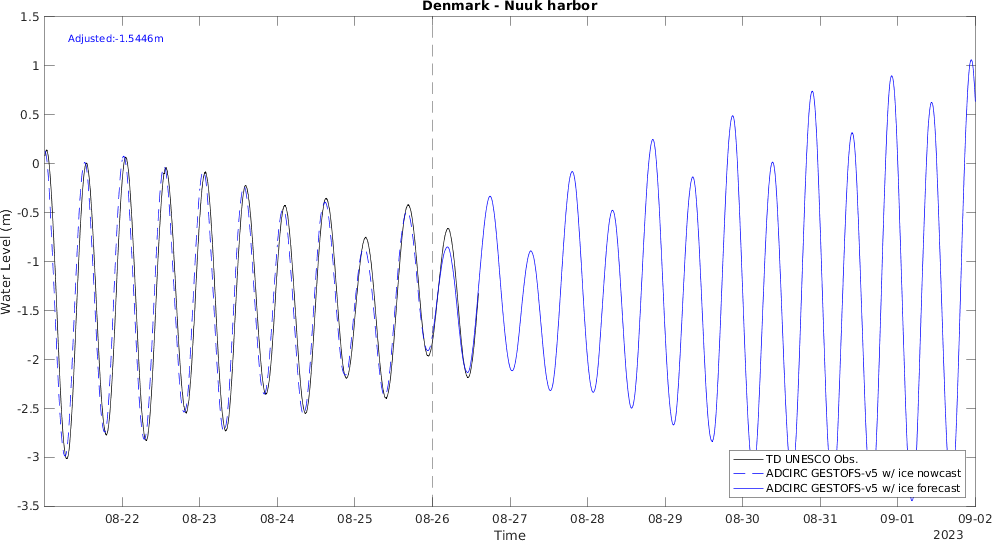 Denmark - Nuuk harbor
Adjusted:-1.5446m
1.5
1
0.5
0
-0.5
-1
-1.5
-2
-2.5
-3
-3.5
Water Level (m)
TD UNESCO Obs.
ADCIRC GESTOFS-v5 w/ ice nowcast
ADCIRC GESTOFS-v5 w/ ice forecast
08-22 08-23 08-24 08-25 08-26 08-27 08-28 08-29 08-30 08-31 09-01 09-02
Time
2023